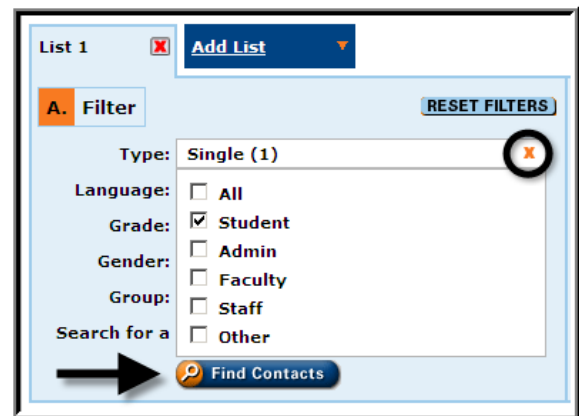 List 1 X Add List
A. Filter RESET FILTERS
Type: Single (1) x
Language: All
Grade: Student
Gender: Admin
Faculty
Group: Staff
Search for a Other
Find Contacts